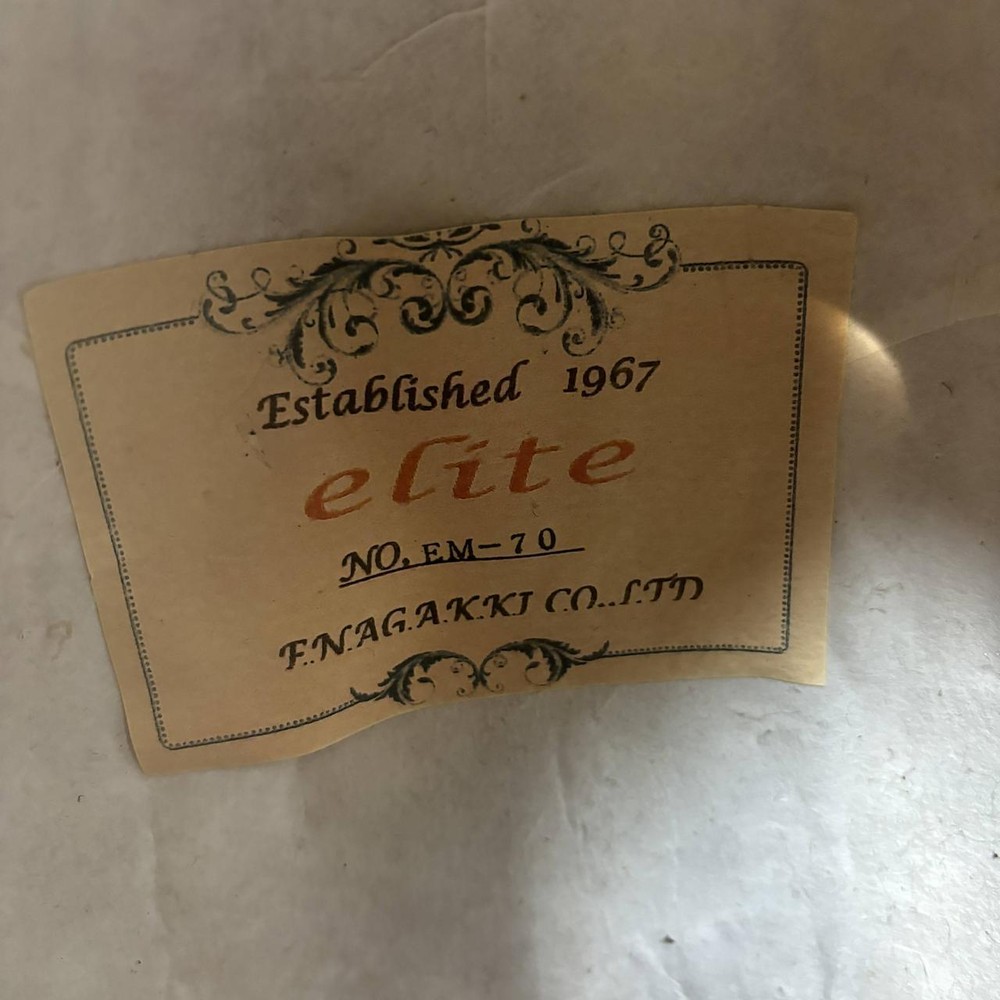 Established 1967
elite
NO. EM-70
F.N.AG.A.K.KI CO.,LTD